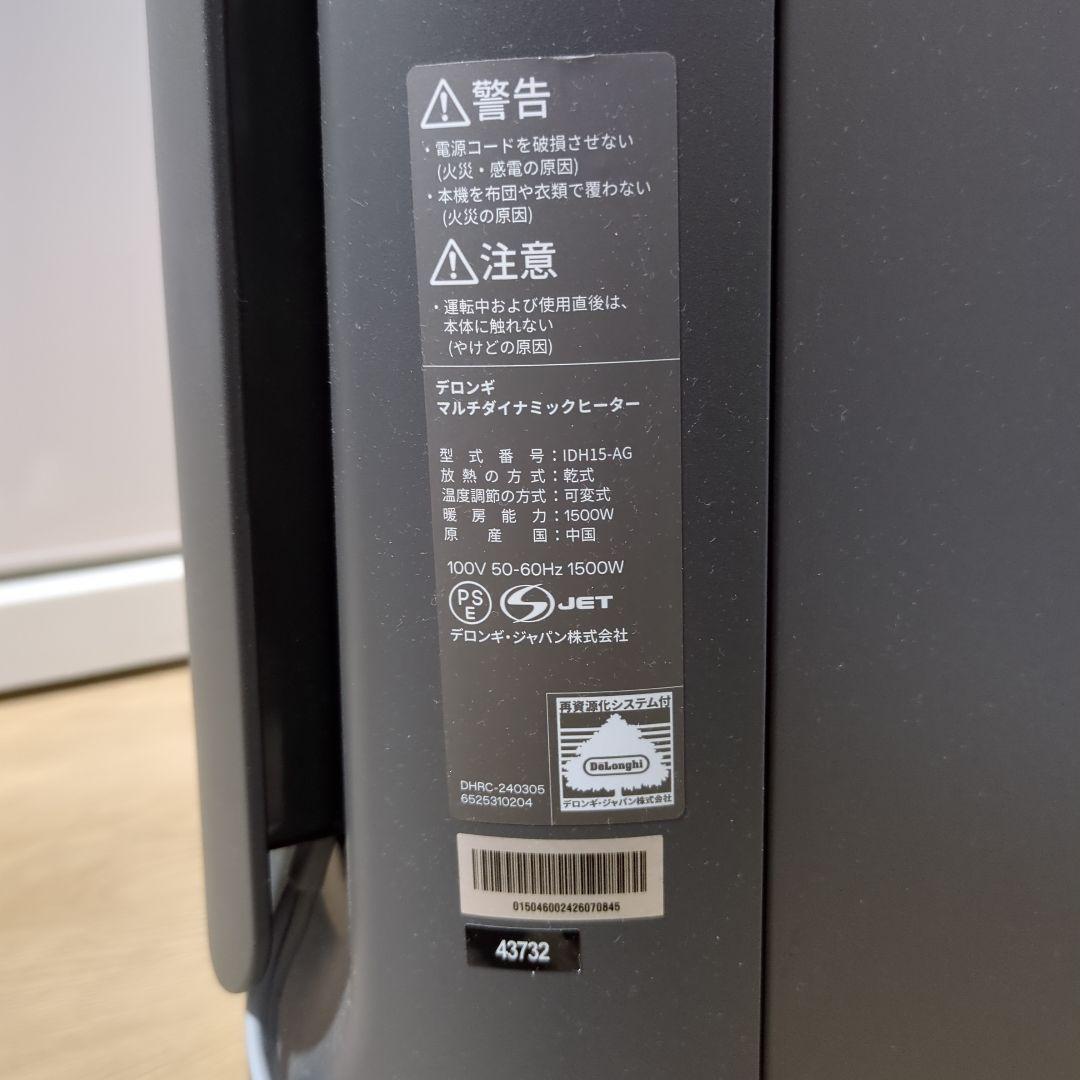 警告
・電源コードを破損させない
(火災・感電の原因)
・本機を布団や衣類で覆わない
(火災の原因)
注意
・運転中および使用直後は、
本体に触れない
(やけどの原因)
デロンギ
マルチダイナミックヒーター
型式番号：IDH15-AG
放熱の方式：乾式
温度調節の方式：可変式
暖房能力：1500W
原産国：中国
100V 50-60Hz 1500W
PS
E
S JET
デロンギ・ジャパン株式会社
再資源化システム付
DeLonghi
デロンギ・ジャパン株式会社
DHRC-240305
6525310204
015046002426070845
43732